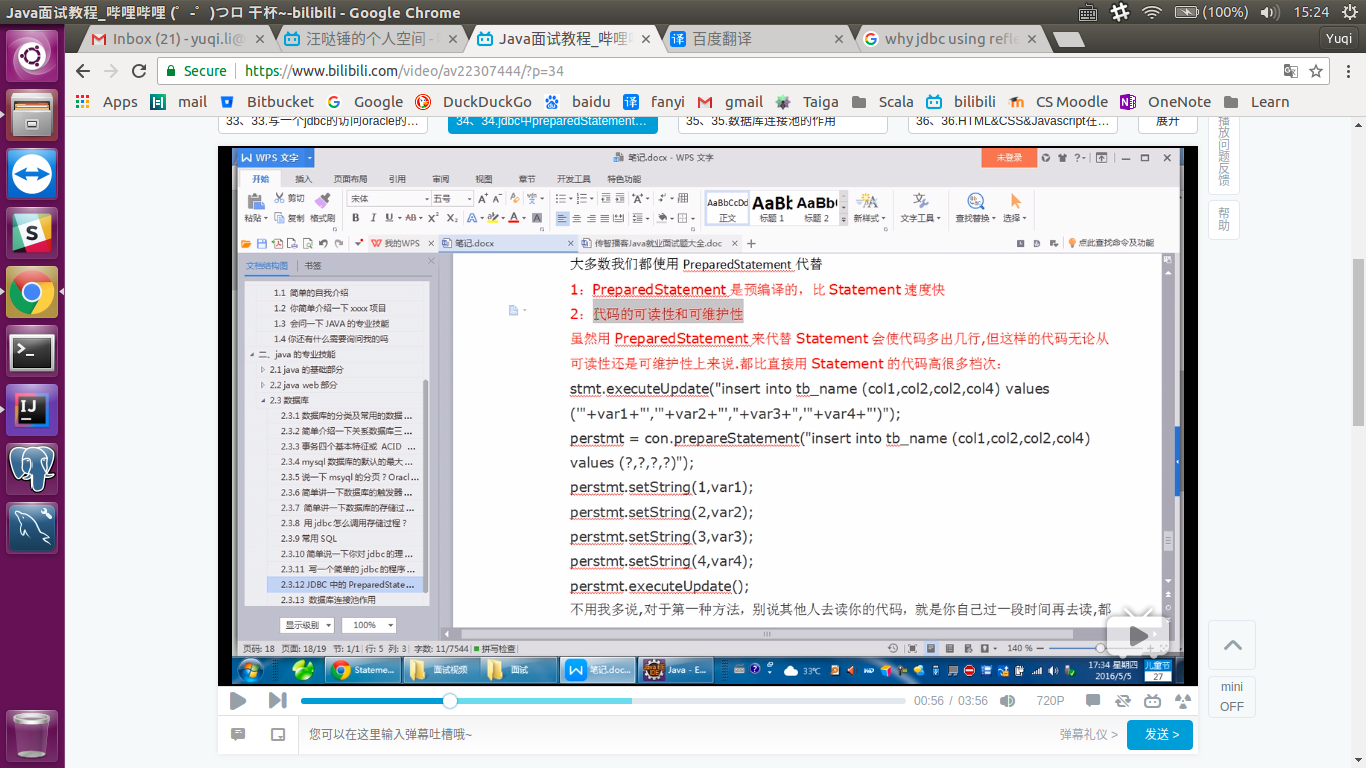 Java面试教程_哔哩哔哩 (゜-゜)つロ 干杯~-bilibili - Google Chrome
(100%)
15:24
Inbox (21) - yuqi.li@
汪哒锤的个人空间 -
Java面试教程_哔哩
百度翻译
why jdbc using refle
Yuqi
Secure
https://www.bilibili.com/video/av22307444/?p=34
Apps
mail
Bitbucket
Google
DuckDuckGo
baidu
fanyi
gmail
Taiga
Scala
bilibili
CS Moodle
OneNote
Learn
33、33.写一个jdbc的访问oracle的...
34、34.jdbc中preparedStatement...
35、35.数据库连接池的作用
36、36.HTML&CSS&Javascript在...
展开
播放问题反馈
帮助
WPS 文字
笔记.docx - WPS 文字
未登录
开始
插入
页面布局
引用
审阅
视图
章节
开发工具
特色功能
粘贴
剪切
复制
格式刷
宋体
五号
AaBbCcDd
正文
AaBb
标题 1
AaBb
标题 2
新样式
文字工具
查找替换
选择
我的WPS
笔记.docx
传智播客Java就业面试题大全.doc
点此查找命令及功能
文档结构图
书签
1.1 简单的自我介绍
1.2 你简单介绍一下 xxxx 项目
1.3 会问一下 JAVA 的专业技能
1.4 你还有什么需要询问我的吗
二、java 的专业技能
2.1 java 的基础部分
2.2 java web 部分
2.3 数据库
2.3.1 数据库的分类及常用的数据 ...
2.3.2 简单介绍一下关系数据库三 ...
2.3.3 事务四个基本特征或 ACID ...
2.3.4 mysql 数据库的默认的最大 ...
2.3.5 说一下 msyql 的分页？Oracl...
2.3.6 简单讲一下数据库的触发器 ...
2.3.7 简单讲一下数据库的存储过 ...
2.3.8 用 jdbc 怎么调用存储过程？
2.3.9 常用 SQL
2.3.10 简单说一下你对 jdbc 的理 ...
2.3.11 写一个简单的 jdbc 的程序 ...
2.3.12 JDBC 中的 PreparedState...
2.3.13 数据库连接池作用
显示级别
100%
大多数我们都使用 PreparedStatement 代替
1：PreparedStatement 是预编译的，比 Statement 速度快
2：代码的可读性和可维护性
虽然用 PreparedStatement 来代替 Statement 会使代码多出几行,但这样的代码无论从
可读性还是可维护性上来说.都比直接用 Statement 的代码高很多档次：
stmt.executeUpdate("insert into tb_name (col1,col2,col2,col4) values
('"+var1+"','"+var2+"',"+var3+",'"+var4+"')");
perstmt = con.prepareStatement("insert into tb_name (col1,col2,col2,col4)
values (?,?,?,?)");
perstmt.setString(1,var1);
perstmt.setString(2,var2);
perstmt.setString(3,var3);
perstmt.setString(4,var4);
perstmt.executeUpdate();
不用我多说,对于第一种方法，别说其他人去读你的代码，就是你自己过一段时间再去读,都
页码: 18 页面: 18/19 节: 1/1 行: 5 列: 3 字数: 11/7544 拼写检查
140 %
Stateme...
面试视频
面试
笔记.doc...
Java - E...
33℃
17:34 星期四
2016/5/5
儿童节
27
00:56 / 03:56
720P
您可以在这里输入弹幕吐槽哦~
弹幕礼仪 >
发送 >
mini
OFF